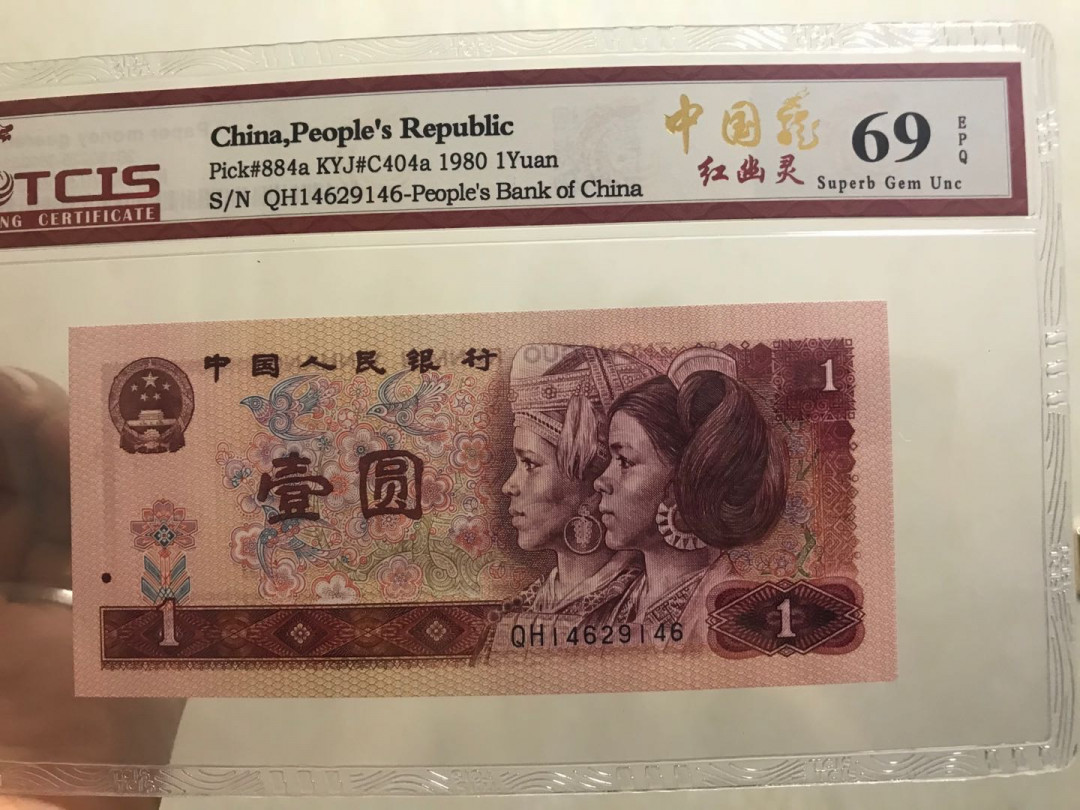 China,People's Republic
Pick#884a KYJ#C404a 1980 1Yuan
S/N QH14629146-People's Bank of China
TCIS
NG CERTIFICATE
中国龍
红幽灵
69
EPQ
Superb Gem Unc
中国人民银行
1
壹圆
1
QH14629146
1